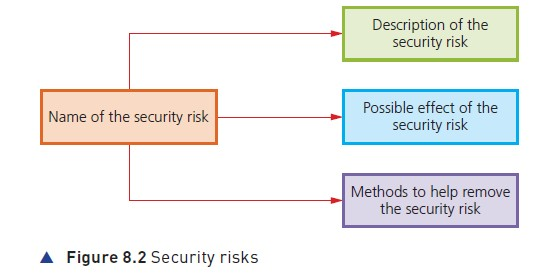 Description of the
security risk
Name of the security risk
Possible effect of the
security risk
Methods to help remove
the security risk
▲ Figure 8.2 Security risks